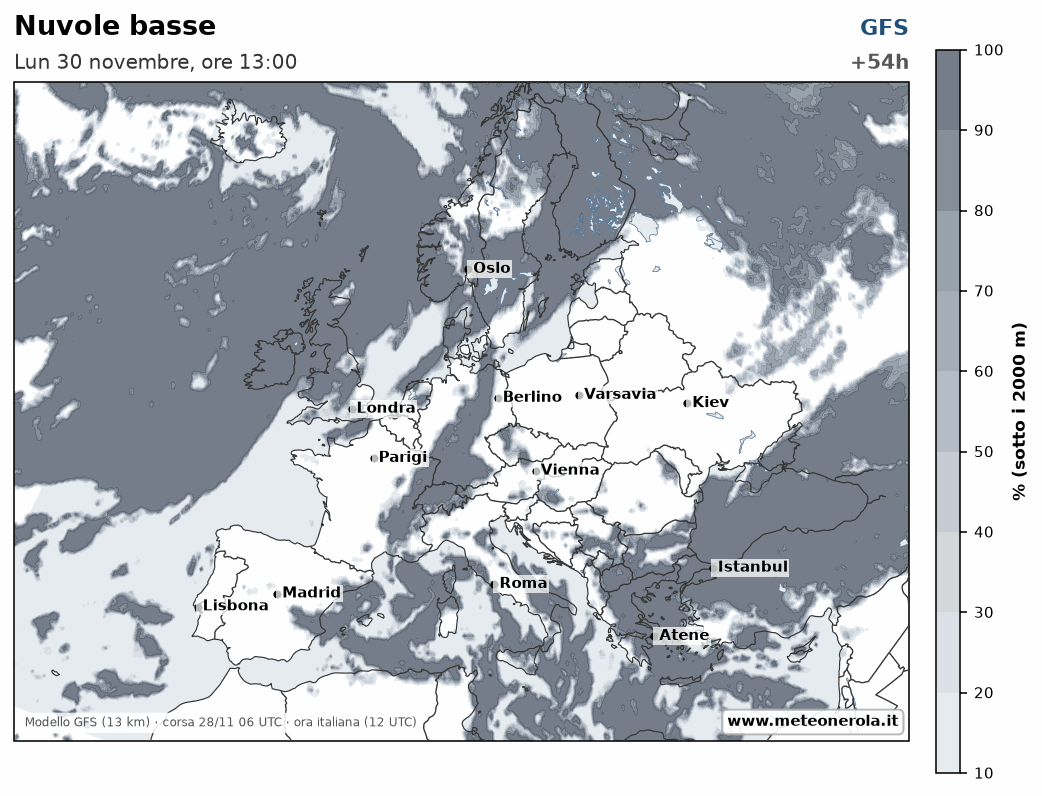 Nuvole basse
GFS
Lun 30 novembre, ore 13:00
+54h
100
90
80
70
60
50
40
30
20
10
% (sotto i 2000 m)
Oslo
Berlino
Varsavia
Kiev
Londra
Parigi
Vienna
Istanbul
Roma
Madrid
Lisbona
Atene
Modello GFS (13 km) · corsa 28/11 06 UTC · ora italiana (12 UTC)
www.meteonerola.it